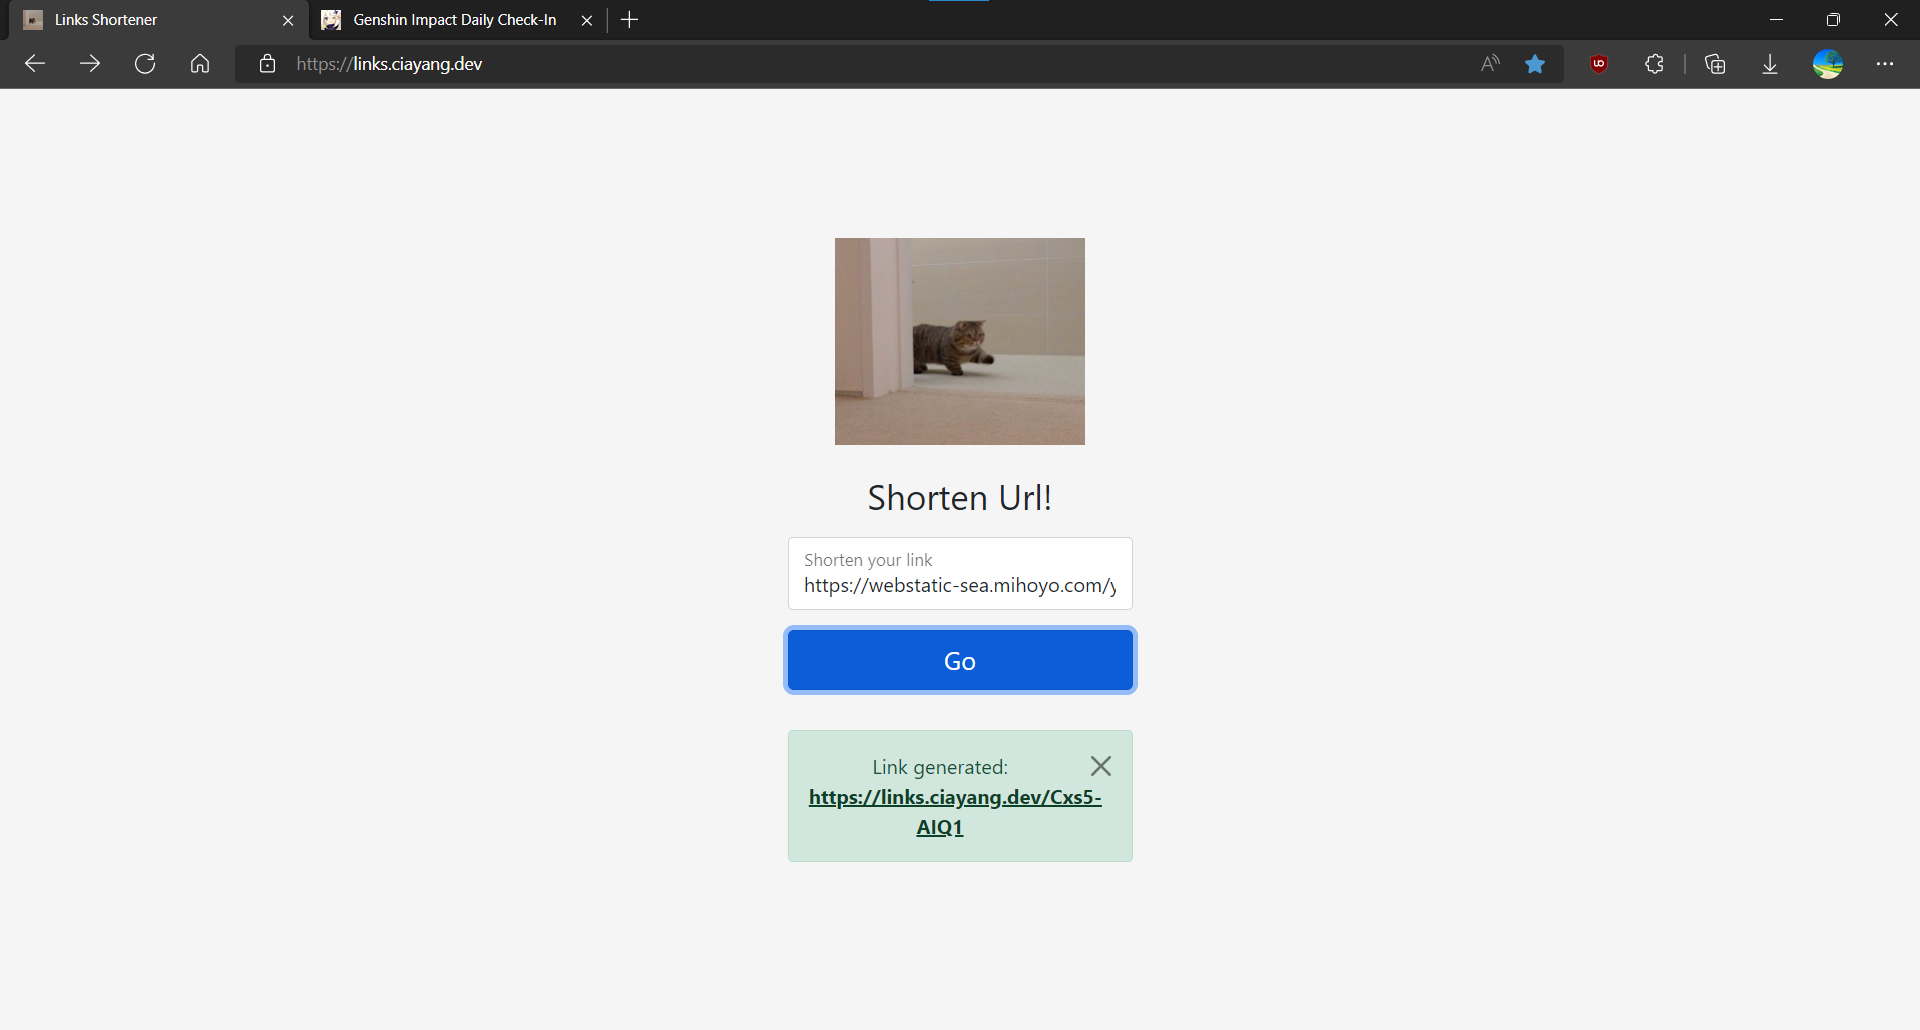 Links Shortener
Genshin Impact Daily Check-In
https://links.ciayang.dev
Shorten Url!
Shorten your link
https://webstatic-sea.mihoyo.com/y
Go
Link generated:
https://links.ciayang.dev/Cxs5-
AIQ1